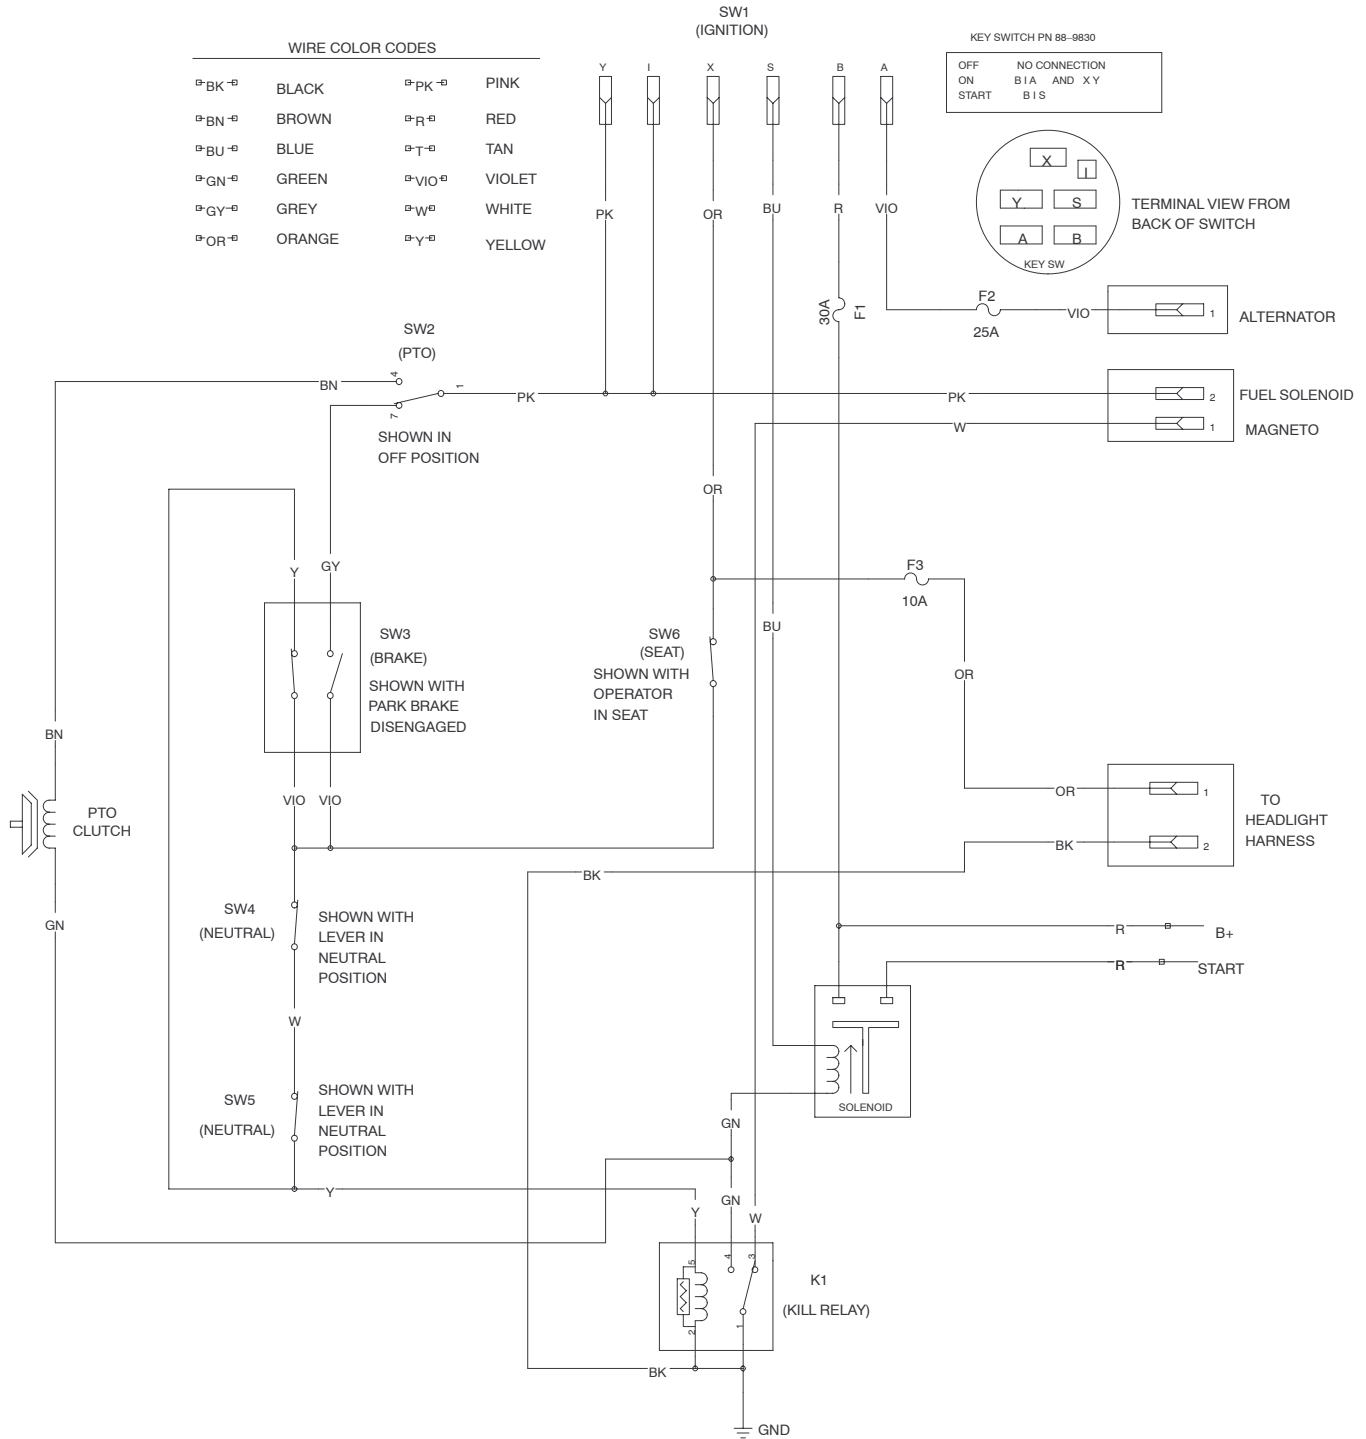 SW1
(IGNITION)
WIRE COLOR CODES
BK BLACK PK PINK
BN BROWN R RED
BU BLUE T TAN
GN GREEN VIO VIOLET
GY GREY W WHITE
OR ORANGE Y YELLOW
Y I X S B A
KEY SWITCH PN 88-9830
OFF NO CONNECTION
ON B I A AND X Y
START B I S
X
I
Y. S
A B
KEY SW
TERMINAL VIEW FROM
BACK OF SWITCH
PK OR BU R VIO
30A F1
F2
25A
VIO
1
ALTERNATOR
SW2
(PTO)
4
1
7
BN
PK
PK
2
FUEL SOLENOID
W
1
MAGNETO
SHOWN IN
OFF POSITION
OR
Y GY
F3
10A
SW3
(BRAKE)
SHOWN WITH
PARK BRAKE
DISENGAGED
SW6
(SEAT)
SHOWN WITH
OPERATOR
IN SEAT
BU
OR
BN
VIO VIO
PTO
CLUTCH
OR
1
BK
2
TO
HEADLIGHT
HARNESS
BK
GN
SW4
(NEUTRAL)
SHOWN WITH
LEVER IN
NEUTRAL
POSITION
R
B+
R
START
W
SW5
(NEUTRAL)
SHOWN WITH
LEVER IN
NEUTRAL
POSITION
SOLENOID
GN
Y
GN
Y
W
5
4
3
2
1
K1
(KILL RELAY)
BK
GND